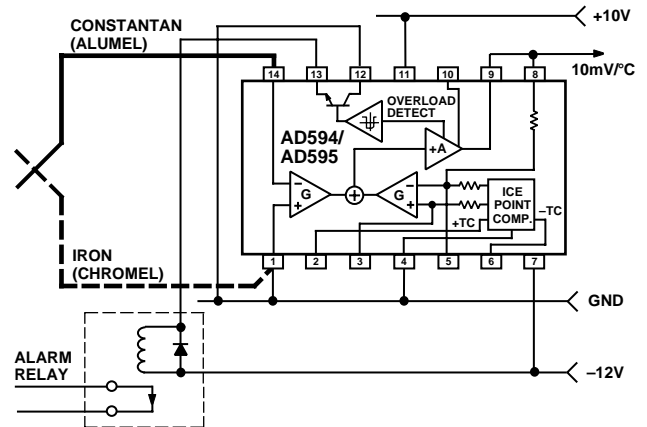 CONSTANTAN
(ALUMEL)
+10V
10mV/°C
14
13
12
11
10
9
8
OVERLOAD
DETECT
AD594/
AD595
+A
–
+
G
+
G
–
+
ICE
POINT
COMP.
+TC
–TC
1
2
3
4
5
6
7
IRON
(CHROMEL)
GND
ALARM
RELAY
–12V